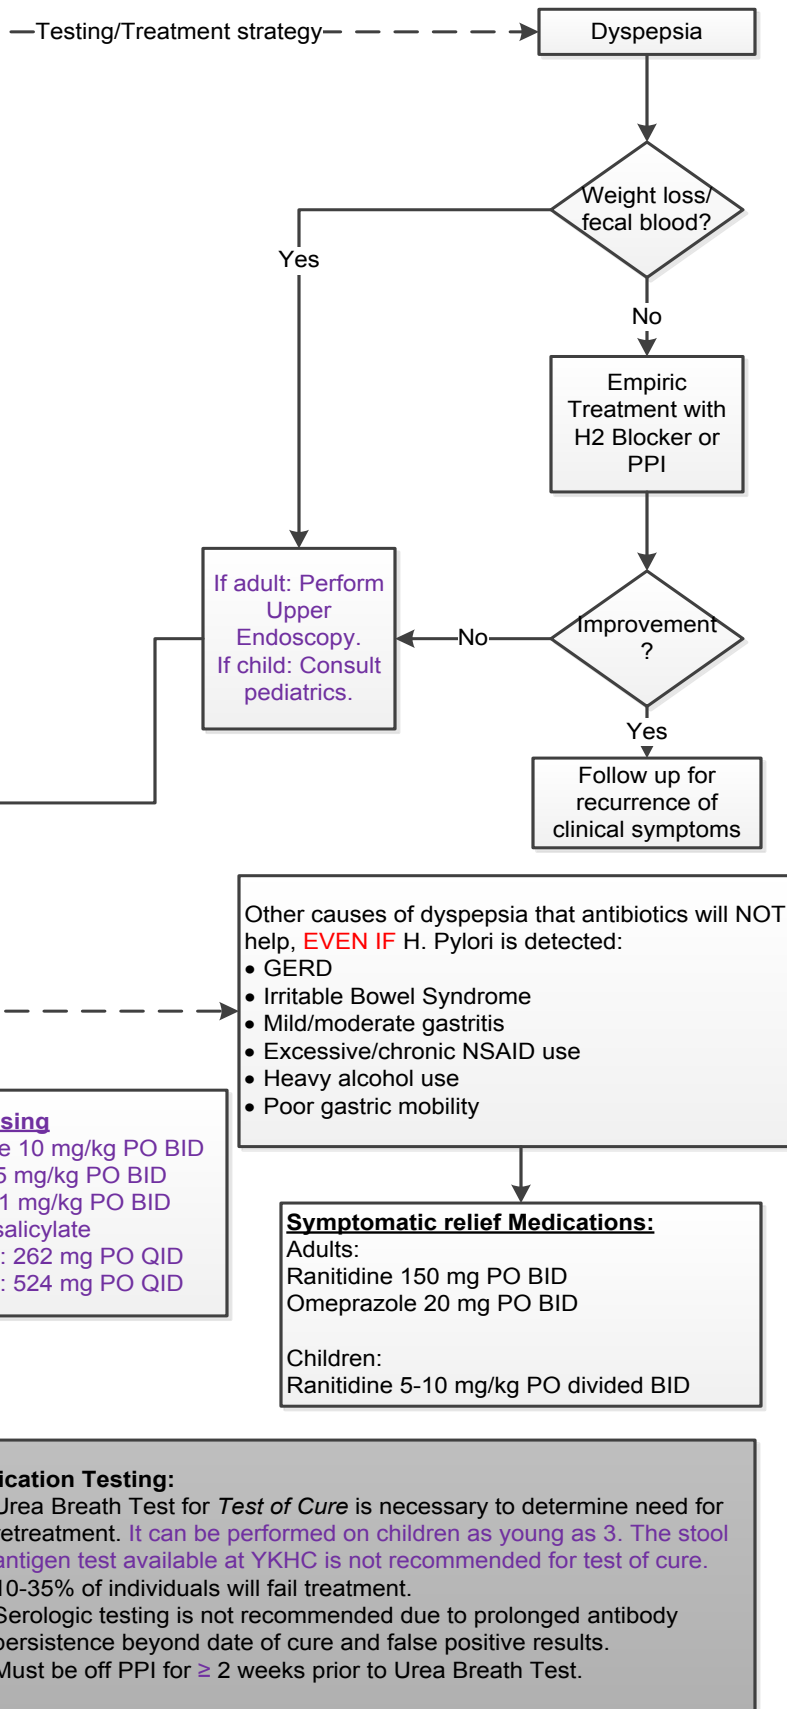 Testing/Treatment strategy
Dyspepsia
Weight loss/
fecal blood?
Yes
No
Empiric
Treatment with
H2 Blocker or
PPI
If adult: Perform
Upper
Endoscopy.
If child: Consult
pediatrics.
No
Improvement
?
Yes
Follow up for
recurrence of
clinical symptoms
Other causes of dyspepsia that antibiotics will NOT
help, EVEN IF H. Pylori is detected:
• GERD
• Irritable Bowel Syndrome
• Mild/moderate gastritis
• Excessive/chronic NSAID use
• Heavy alcohol use
• Poor gastric mobility
sing
e 10 mg/kg PO BID
5 mg/kg PO BID
1 mg/kg PO BID
salicylate
: 262 mg PO QID
: 524 mg PO QID
Symptomatic relief Medications:
Adults:
Ranitidine 150 mg PO BID
Omeprazole 20 mg PO BID
Children:
Ranitidine 5-10 mg/kg PO divided BID
ication Testing:
Urea Breath Test for Test of Cure is necessary to determine need for
retreatment. It can be performed on children as young as 3. The stool
antigen test available at YKHC is not recommended for test of cure.
10-35% of individuals will fail treatment.
Serologic testing is not recommended due to prolonged antibody
persistence beyond date of cure and false positive results.
Must be off PPI for ≥ 2 weeks prior to Urea Breath Test.